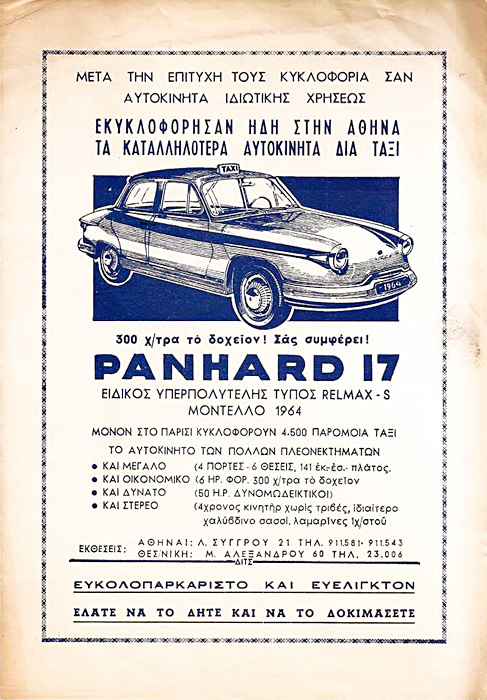 ΜΕΤΑ ΤΗΝ ΕΠΙΤΥΧΗ ΤΟΥΣ ΚΥΚΛΟΦΟΡΙΑ ΣΑΝ
ΑΥΤΟΚΙΝΗΤΑ ΙΔΙΩΤΙΚΗΣ ΧΡΗΣΕΩΣ
ΕΚΥΚΛΟΦΟΡΗΣΑΝ ΗΔΗ ΣΤΗΝ ΑΘΗΝΑ
ΤΑ ΚΑΤΑΛΛΗΛΟΤΕΡΑ ΑΥΤΟΚΙΝΗΤΑ ΔΙΑ ΤΑΞΙ
TAXI
1964
300 χ/τρα τὸ δοχεῖον! Σᾶς συμφέρει!
PANHARD 17
ΕΙΔΙΚΟΣ ΥΠΕΡΠΟΛΥΤΕΛΗΣ ΤΥΠΟΣ RELMAX - S
ΜΟΝΤΕΛΛΟ 1964
ΜΟΝΟΝ ΣΤΟ ΠΑΡΙΣΙ ΚΥΚΛΟΦΟΡΟΥΝ 4.500 ΠΑΡΟΜΟΙΑ ΤΑΞΙ
ΤΟ ΑΥΤΟΚΙΝΗΤΟ ΤΩΝ ΠΟΛΛΩΝ ΠΛΕΟΝΕΚΤΗΜΑΤΩΝ
• ΚΑΙ ΜΕΓΑΛΟ (4 ΠΟΡΤΕΣ - 6 ΘΕΣΕΙΣ, 141 ἑκ.-ἐσ.- πλάτος.
• ΚΑΙ ΟΙΚΟΝΟΜΙΚΟ (6 ΗΡ. ΦΟΡ. 300 χ/τρα τὸ δοχεῖον
• ΚΑΙ ΔΥΝΑΤΟ (50 Η.Ρ. ΔΥΝΟΜΩΔΕΙΚΤΙΚΟΙ)
• ΚΑΙ ΣΤΕΡΕΟ (4χρονος κινητὴρ χωρὶς τριβές, ἰδιαίτερο
χαλύβδινο σασσί, λαμαρίνες 1χ/στοῦ
ΕΚΘΕΣΕΙΣ:
ΑΘΗΝΑΙ: Λ. ΣΥΓΓΡΟΥ 21 ΤΗΛ. 911.581 - 911.543
ΘΕΣ'ΝΙΚΗ: Μ. ΑΛΕΞΑΝΔΡΟΥ 60 ΤΗΛ. 23.006
ΔΙΤΣ
ΕΥΚΟΛΟΠΑΡΚΑΡΙΣΤΟ ΚΑΙ ΕΥΕΛΙΓΚΤΟΝ
ΕΛΑΤΕ ΝΑ ΤΟ ΔΗΤΕ ΚΑΙ ΝΑ ΤΟ ΔΟΚΙΜΑΣΕΤΕ